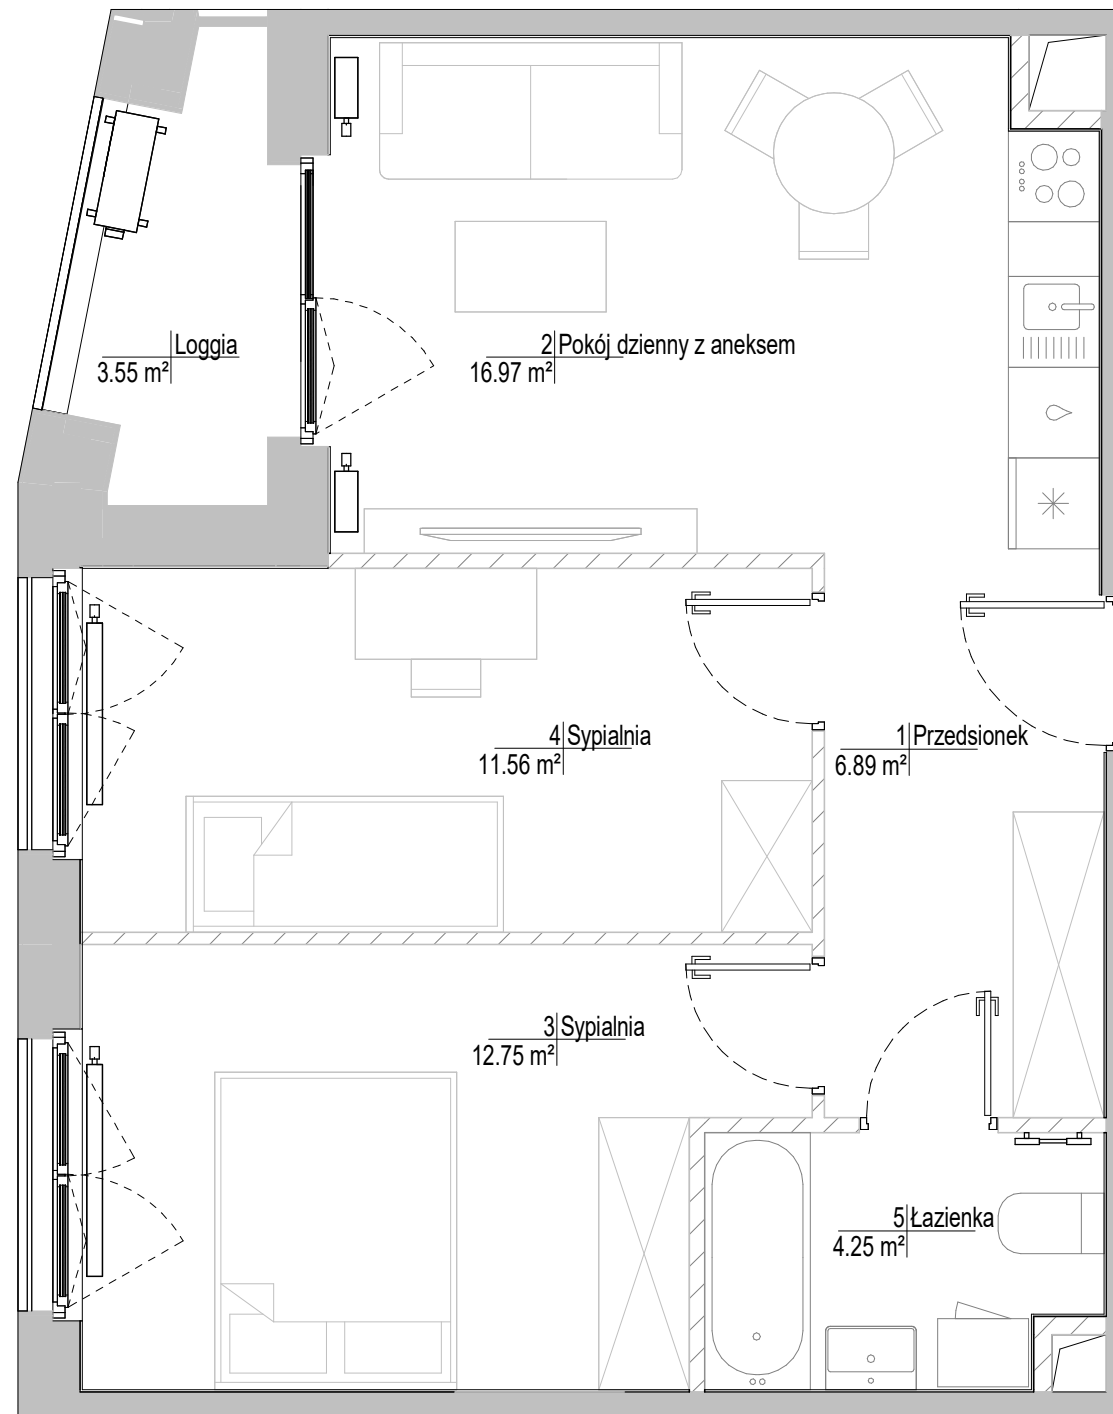 Loggia
3.55 m²
2 Pokój dzienny z aneksem
16.97 m²
4 Sypialnia
11.56 m²
1 Przedsionek
6.89 m²
3 Sypialnia
12.75 m²
5 Łazienka
4.25 m²